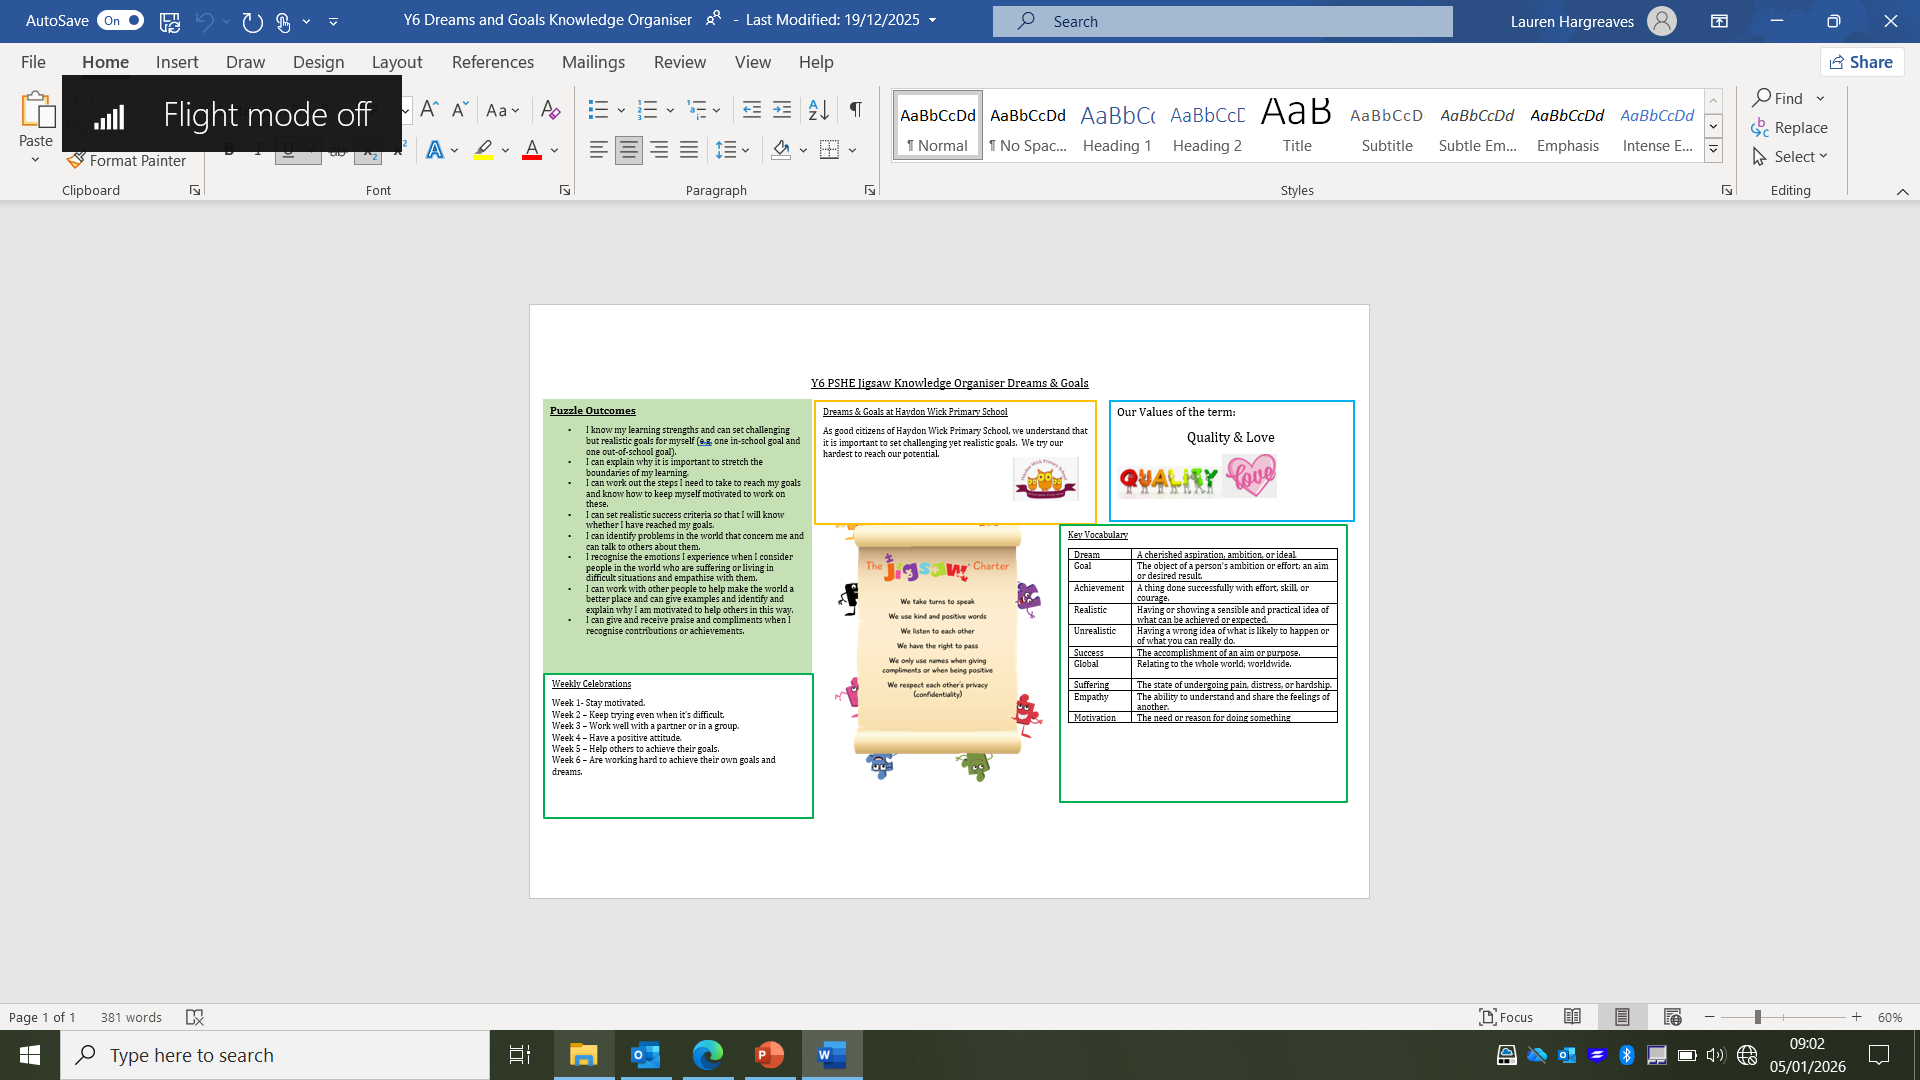 AutoSave On
Y6 Dreams and Goals Knowledge Organiser - Last Modified: 19/12/2025
Search
Lauren Hargreaves
File Home Insert Draw Design Layout References Mailings Review View Help
Share
Flight mode off
Paste
Format Painter
Clipboard
Font
Paragraph
AaBbCcDd AaBbCcDd AaBbCc AaBbCcD AaB AaBbCcD AaBbCcDd AaBbCcDd AaBbCcDd
¶ Normal ¶ No Spac... Heading 1 Heading 2 Title Subtitle Subtle Em... Emphasis Intense E...
Styles
Find
Replace
Select
Editing
Y6 PSHE Jigsaw Knowledge Organiser Dreams & Goals
Puzzle Outcomes
• I know my learning strengths and can set challenging
but realistic goals for myself (e.g. one in-school goal and
one out-of-school goal).
• I can explain why it is important to stretch the
boundaries of my learning.
• I can work out the steps I need to take to reach my goals
and know how to keep myself motivated to work on
these.
• I can set realistic success criteria so that I will know
whether I have reached my goals.
• I can identify problems in the world that concern me and
can talk to others about them.
• I recognise the emotions I experience when I consider
people in the world who are suffering or living in
difficult situations and empathise with them.
• I can work with other people to help make the world a
better place and can give examples and identify and
explain why I am motivated to help others in this way.
• I can give and receive praise and compliments when I
recognise contributions or achievements.
Weekly Celebrations
Week 1- Stay motivated.
Week 2 – Keep trying even when it's difficult.
Week 3 – Work well with a partner or in a group.
Week 4 – Have a positive attitude.
Week 5 – Help others to achieve their goals.
Week 6 – Are working hard to achieve their own goals and
dreams.
Dreams & Goals at Haydon Wick Primary School
As good citizens of Haydon Wick Primary School, we understand that
it is important to set challenging yet realistic goals. We try our
hardest to reach our potential.
Haydon Wick Primary School
The Jigsaw Charter
We take turns to speak
We use kind and positive words
We listen to each other
We have the right to pass
We only use names when giving
compliments or when being positive
We respect each other's privacy
(confidentiality)
Our Values of the term:
Quality & Love
QUALITY
love
Key Vocabulary
Dream A cherished aspiration, ambition, or ideal.
Goal The object of a person's ambition or effort; an aim
or desired result.
Achievement A thing done successfully with effort, skill, or
courage.
Realistic Having or showing a sensible and practical idea of
what can be achieved or expected.
Unrealistic Having a wrong idea of what is likely to happen or
of what you can really do.
Success The accomplishment of an aim or purpose.
Global Relating to the whole world; worldwide.
Suffering The state of undergoing pain, distress, or hardship.
Empathy The ability to understand and share the feelings of
another.
Motivation The need or reason for doing something
Page 1 of 1 381 words
Focus
60%
Type here to search
09:02
05/01/2026